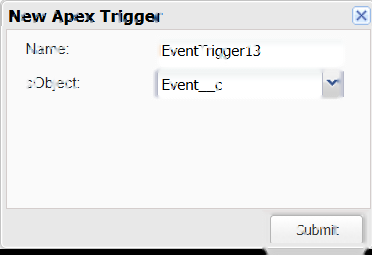 New Apex Trigger
Name:
EventTrigger13
sObject:
Event__c
Submit